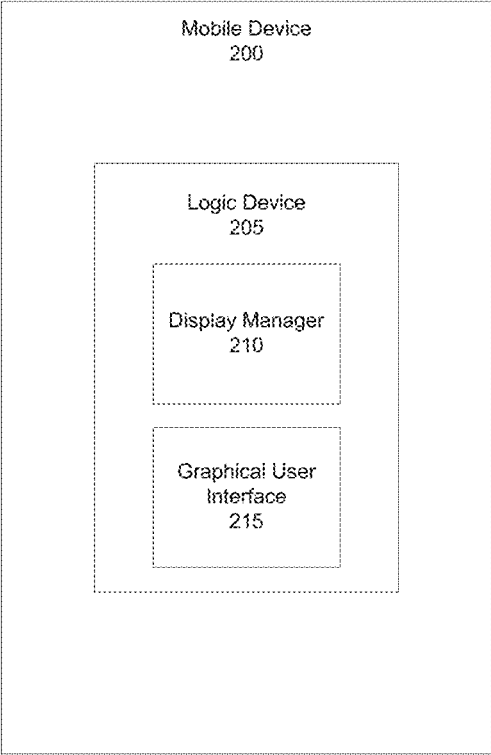 Mobile Device
200
Logic Device
205
Display Manager
210
Graphical User
Interface
215